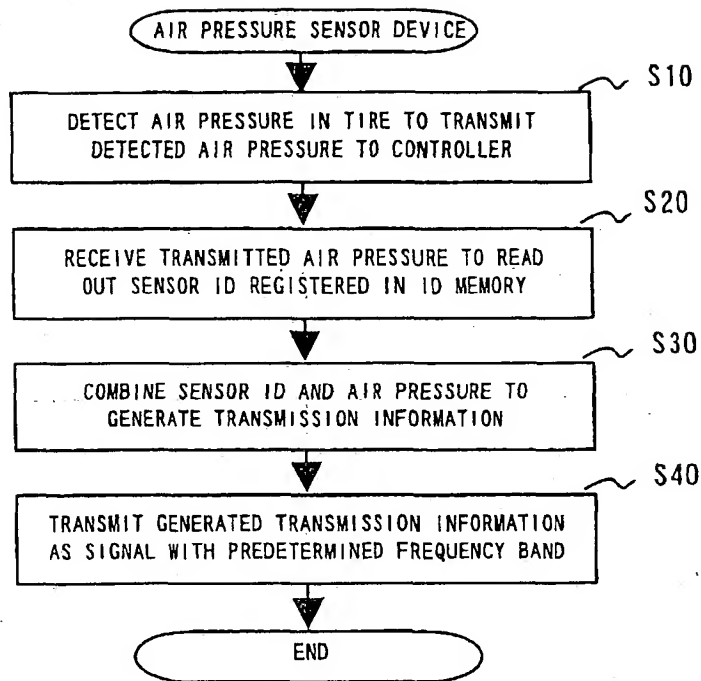 AIR PRESSURE SENSOR DEVICE
S10
DETECT AIR PRESSURE IN TIRE TO TRANSMIT
DETECTED AIR PRESSURE TO CONTROLLER
S20
RECEIVE TRANSMITTED AIR PRESSURE TO READ
OUT SENSOR ID REGISTERED IN ID MEMORY
S30
COMBINE SENSOR ID AND AIR PRESSURE TO
GENERATE TRANSMISSION INFORMATION
S40
TRANSMIT GENERATED TRANSMISSION INFORMATION
AS SIGNAL WITH PREDETERMINED FREQUENCY BAND
END